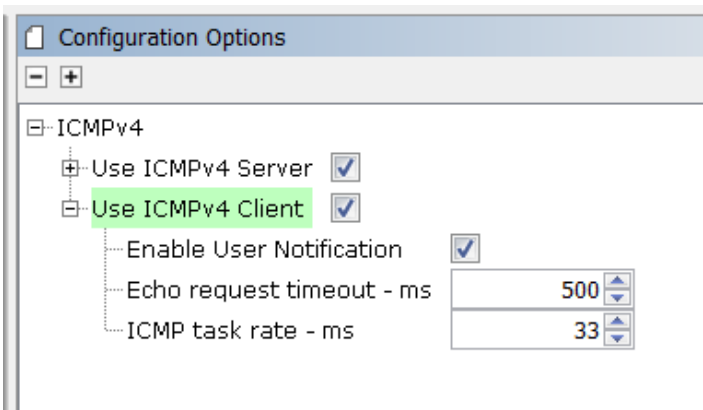 Configuration Options
ICMPv4
Use ICMPv4 Server
Use ICMPv4 Client
Enable User Notification
Echo request timeout - ms 500
ICMP task rate - ms 33